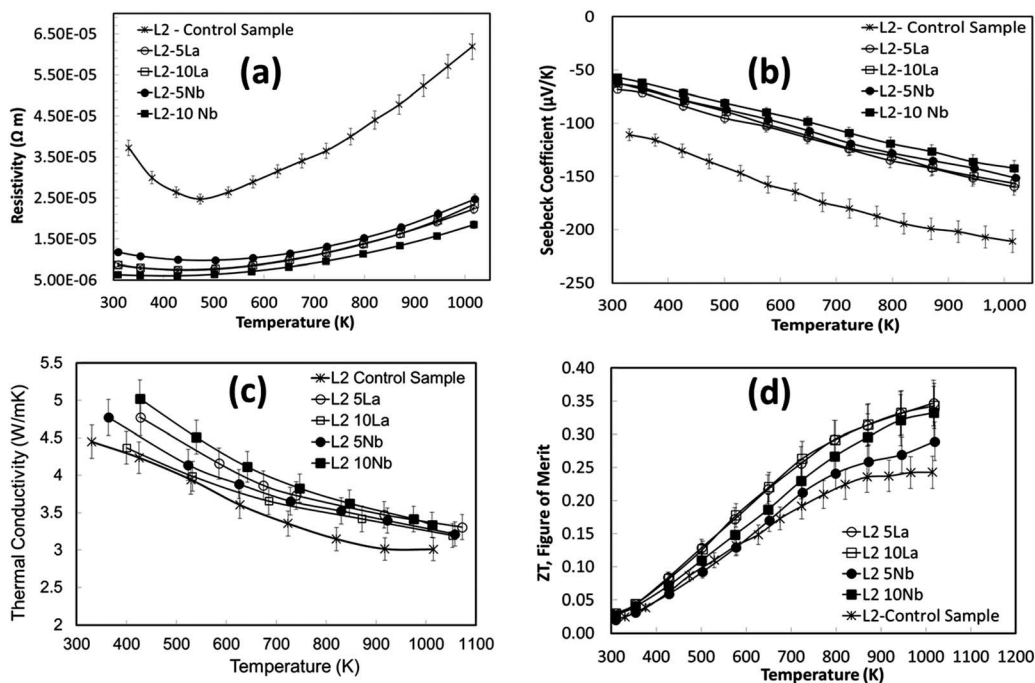 6.50E-05
5.50E-05
4.50E-05
3.50E-05
2.50E-05
1.50E-05
5.00E-06
Resistivity (Ω m)
L2 - Control Sample
L2-5La
L2-10La
L2-5Nb
L2-10 Nb
(a)
300 400 500 600 700 800 900 1000
Temperature (K)
0
-50
-100
-150
-200
-250
Seebeck Coefficient (µV/K)
L2- Control Sample
L2-5La
L2-10La
L2-5Nb
L2-10 Nb
(b)
300 400 500 600 700 800 900 1,000
Temperature (K)
5.5
5
4.5
4
3.5
3
2.5
2
Thermal Conductivity (W/mK)
(c)
L2 Control Sample
L2 5La
L2 10La
L2 5Nb
L2 10Nb
300 400 500 600 700 800 900 1000 1100
Temperature (K)
0.40
0.35
0.30
0.25
0.20
0.15
0.10
0.05
0.00
ZT, Figure of Merit
(d)
L2 5La
L2 10La
L2 5Nb
L2 10Nb
L2-Control Sample
300 400 500 600 700 800 900 1000 1100 1200
Temperature (K)